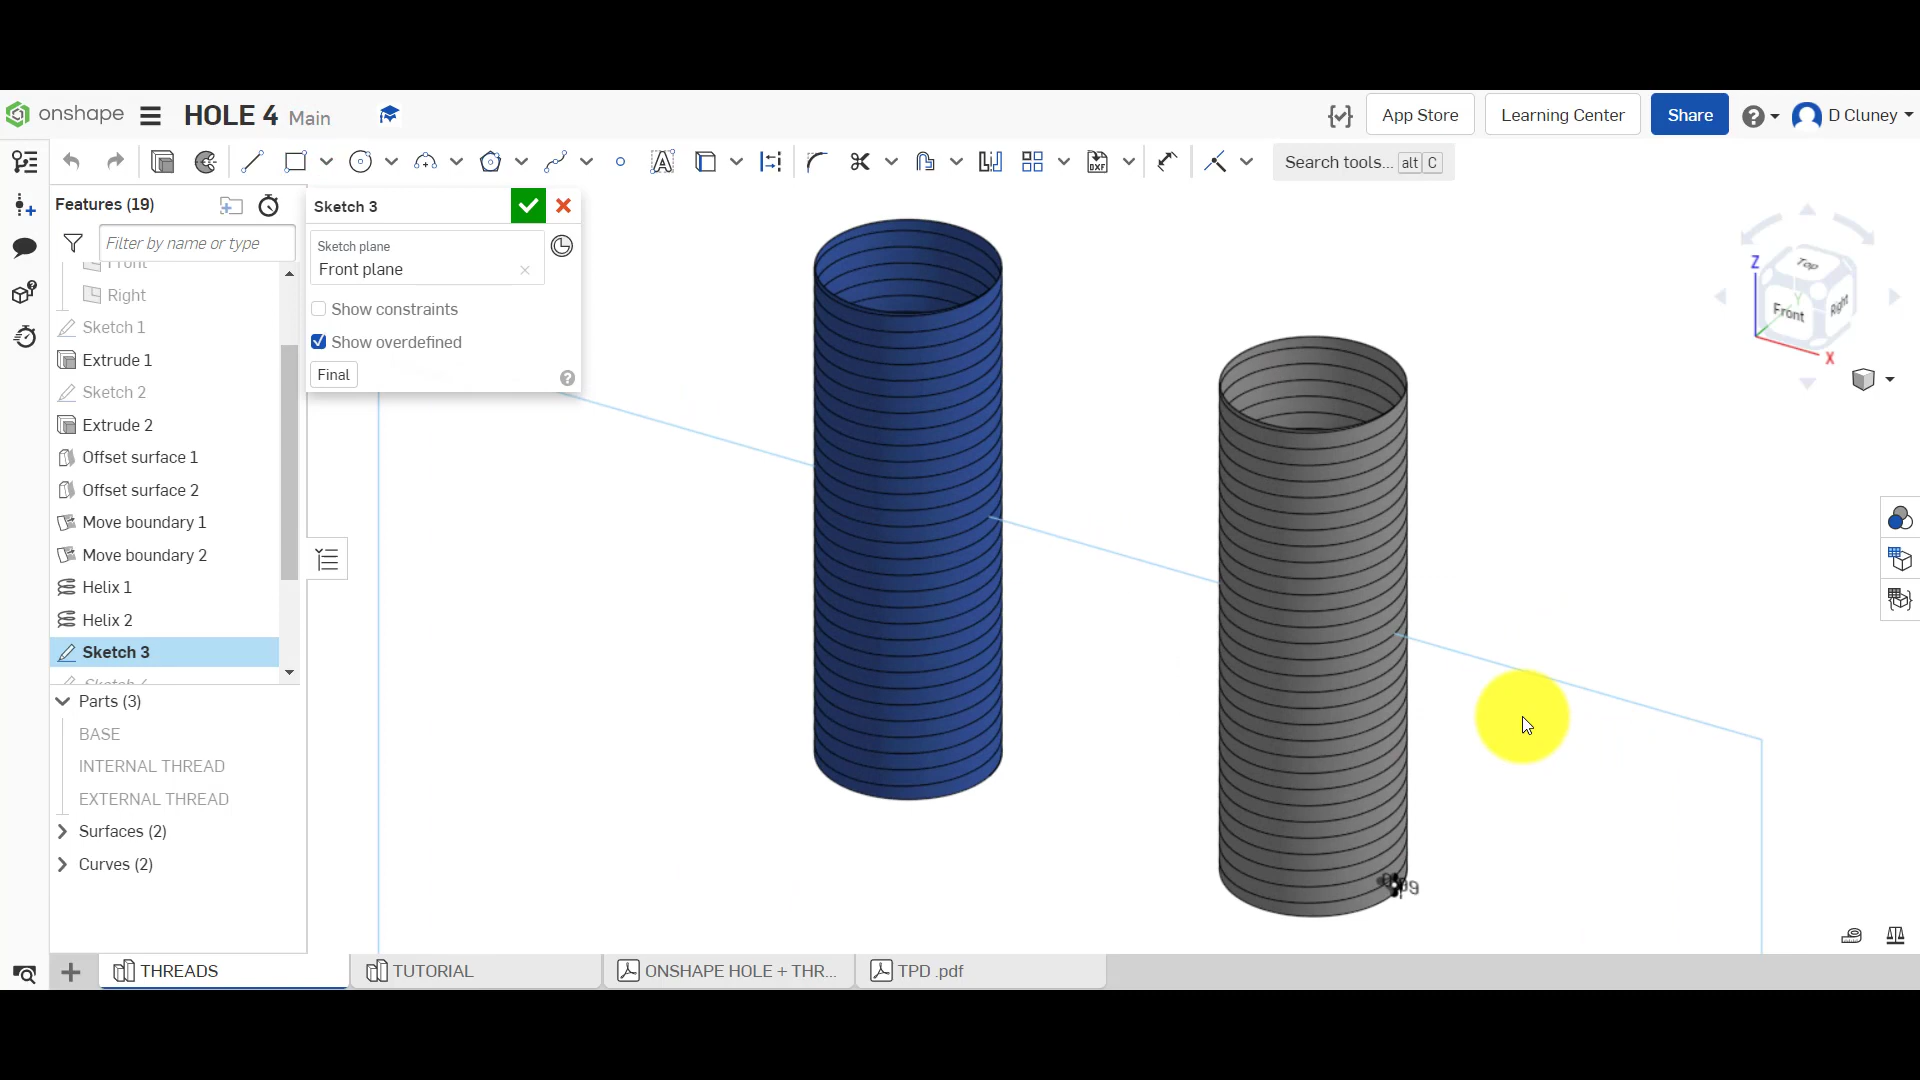 onshape
HOLE 4 Main
App Store
Learning Center
Share
D Cluney
Search tools... alt C
Features (19)
Filter by name or type
Front
Right
Sketch 1
Extrude 1
Sketch 2
Extrude 2
Offset surface 1
Offset surface 2
Move boundary 1
Move boundary 2
Helix 1
Helix 2
Sketch 3
Sketch 4
Parts (3)
BASE
INTERNAL THREAD
EXTERNAL THREAD
Surfaces (2)
Curves (2)
Sketch 3
Sketch plane
Front plane
Show constraints
Show overdefined
Final
Z
Top
Y
Front
Right
X
THREADS
TUTORIAL
ONSHAPE HOLE + THR...
TPD .pdf